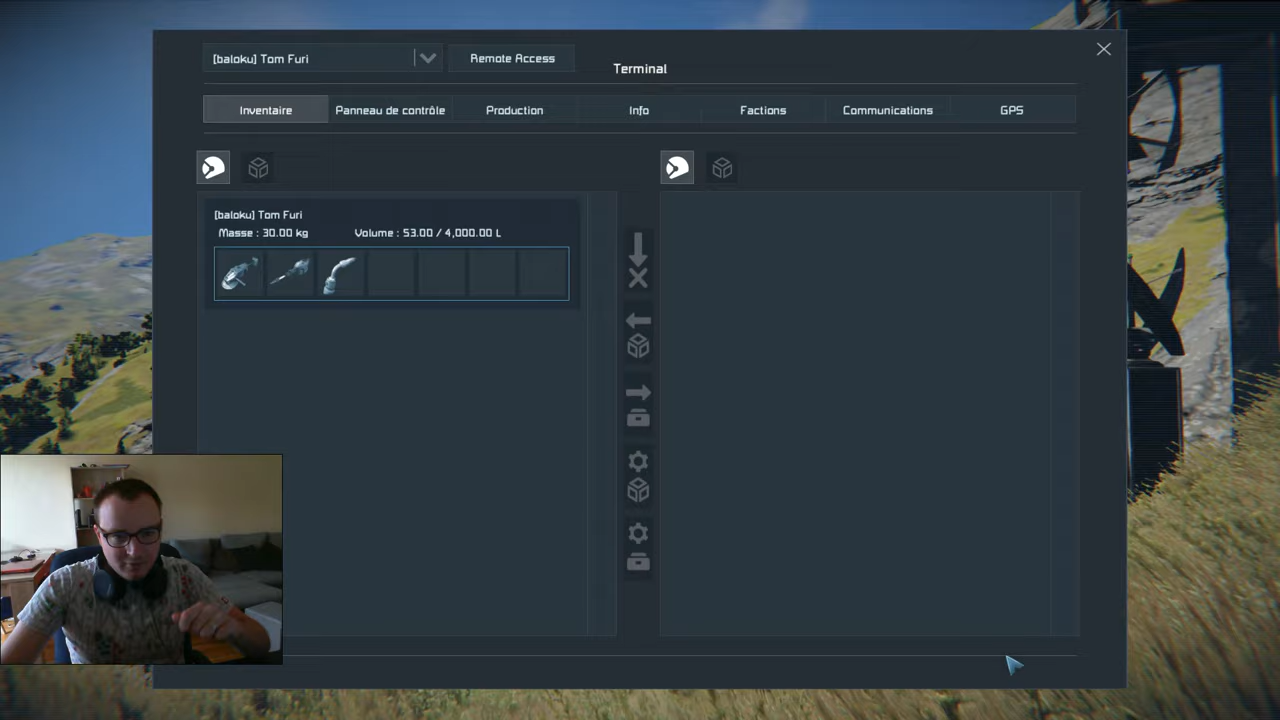 [baloku] Tom Furi
Remote Access
Terminal
Inventaire
Panneau de contrôle
Production
Info
Factions
Communications
GPS
[baloku] Tom Furi
Masse : 30.00 kg
Volume : 53.00 / 4,000.00 L